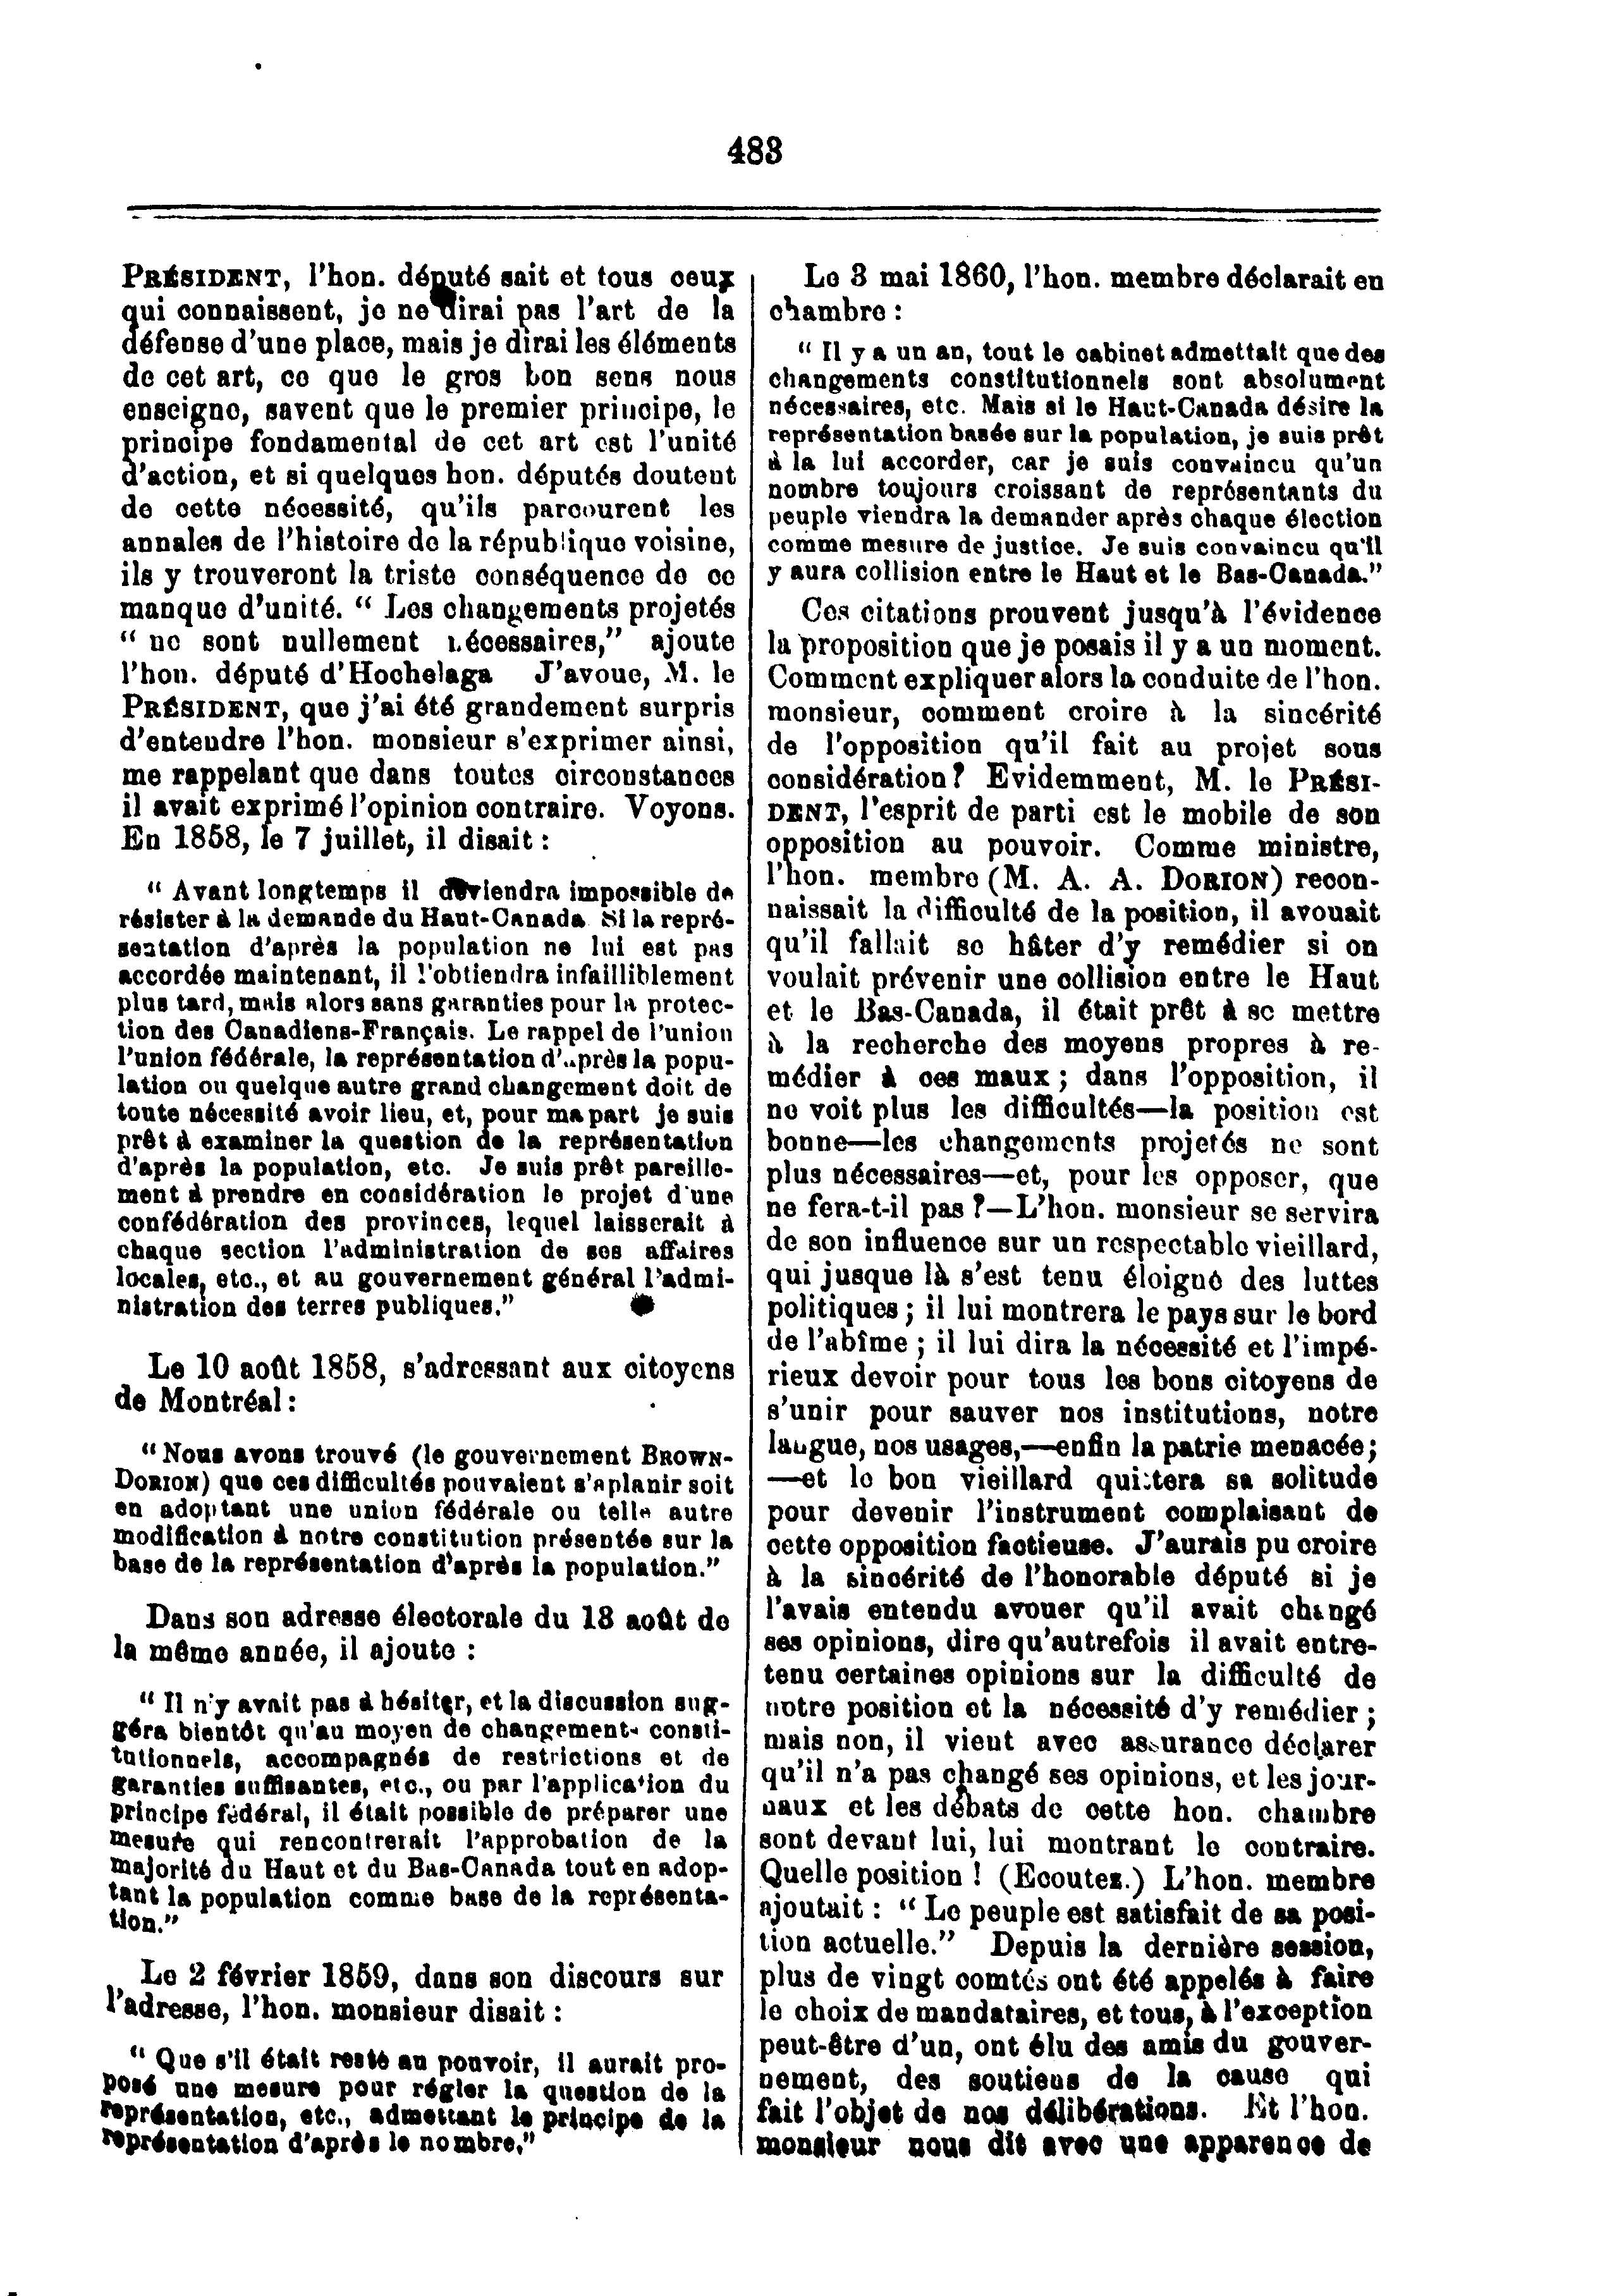 483
PRÉSIDENT, l'hon. député sait et tous ceux
qui connaissent, je ne dirai pas l'art de la
défense d'une place, mais je dirai les éléments
de cet art, ce que le gros bon sens nous
enseigne, savent que le premier principe, le
principe fondamental de cet art est l'unité
d'action, et si quelques hon. députés doutent
de cette nécessité, qu'ils parcourent les
annales de l'histoire de la république voisine,
ils y trouveront la triste conséquence de ce
manque d'unité. “ Les changements projetés
“ ne sont nullement nécessaires,” ajoute
l'hon. député d'Hochelaga J'avoue, M. le
PRÉSIDENT, que j'ai été grandement surpris
d'entendre l'hon. monsieur s'exprimer ainsi,
me rappelant que dans toutes circonstances
il avait exprimé l'opinion contraire. Voyons.
En 1858, le 7 juillet, il disait :
“ Avant longtemps il deviendra impossible de
résister à la demande du Haut-Canada Si la repré-
sentation d'après la population ne lui est pas
accordée maintenant, il l'obtiendra infailliblement
plus tard, mais alors sans garanties pour la protec-
tion des Canadiens-Français. Le rappel de l'union
l'union fédérale, la représentation d'après la popu-
lation ou quelque autre grand changement doit de
toute nécessité avoir lieu, et, pour ma part je suis
prêt à examiner la question de la représentation
d'après la population, etc. Je suis prêt pareille-
ment à prendre en considération le projet d'une
confédération des provinces, lequel laisserait à
chaque section l'administration de ses affaires
locales, etc., et au gouvernement général l'admi-
nistration des terres publiques.”
Le 10 août 1858, s'adressant aux citoyens
de Montréal :
“ Nous avons trouvé (le gouvernement BROWN-
DORION) que ces difficultés pouvaient s'aplanir soit
en adoptant une union fédérale ou telle autre
modification à notre constitution présentée sur la
base de la représentation d'après la population.”
Dans son adresse électorale du 13 août de
la même année, il ajoute :
“ Il n'y avait pas à hésiter, et la discussion sug-
géra bientôt qu'au moyen de changements consti-
tutionnels, accompagnés de restrictions et de
garanties suffisantes, etc., ou par l'application du
principe fédéral, il était possible de préparer une
mesure qui rencontrerait l'approbation de la
majorité du Haut et du Bas-Canada tout en adop-
tant la population comme base de la représenta-
tion.”
Le 2 février 1859, dans son discours sur
l'adresse, l'hon. monsieur disait :
“ Que s'il était resté au pouvoir, il aurait pro-
posé une mesure pour régler la question de la
représentation, etc., admettant le principe de la
représentation d'après le nombre.”
Le 3 mai 1860, l'hon. membre déclarait en
chambre :
“ Il y a un an, tout le cabinet admettait que des
changements constitutionnels sont absolument
nécessaires, etc. Mais si le Haut-Canada désire la
représentation basée sur la population, je suis prêt
à la lui accorder, car je suis convaincu qu'un
nombre toujours croissant de représentants du
peuple viendra la demander après chaque élection
comme mesure de justice. Je suis convaincu qu'il
y aura collision entre le Haut et le Bas-Canada.”
Ces citations prouvent jusqu'à l'évidence
la proposition que je posais il y a un moment.
Comment expliquer alors la conduite de l'hon.
monsieur, comment croire à la sincérité
de l'opposition qu'il fait au projet sous
considération ? Evidemment, M. le PRÉSI-
DENT, l'esprit de parti est le mobile de son
opposition au pouvoir. Comme ministre,
l'hon. membre (M. A. A. DORION) recon-
naissait la difficulté de la position, il avouait
qu'il fallait se hâter d'y remédier si on
voulait prévenir une collision entre le Haut
et le Bas-Canada, il était prêt à se mettre
à la recherche des moyens propres à re-
médier à ces maux ; dans l'opposition, il
ne voit plus les difficultés—la position est
bonne—les changements projetés ne sont
plus nécessaires—et, pour les opposer, que
ne fera-t-il pas ?—L'hon. monsieur se servira
de son influence sur un respectable vieillard,
qui jusque là s'est tenu éloigné des luttes
politiques ; il lui montrera le pays sur le bord
de l'abîme ; il lui dira la nécessité et l'impé-
rieux devoir pour tous les bons citoyens de
s'unir pour sauver nos institutions, notre
langue, nos usages,—enfin la patrie menacée ;
—et le bon vieillard quittera sa solitude
pour devenir l'instrument complaisant de
cette opposition factieuse. J'aurais pu croire
à la sincérité de l'honorable député si je
l'avais entendu avouer qu'il avait changé
ses opinions, dire qu'autrefois il avait entre-
tenu certaines opinions sur la difficulté de
notre position et la nécessité d'y remédier ;
mais non, il vient avec assurance déclarer
qu'il n'a pas changé ses opinions, et les jour-
naux et les débats de cette hon. chambre
sont devant lui, lui montrant le contraire.
Quelle position ! (Ecoutez.) L'hon. membre
ajoutait : “ Le peuple est satisfait de sa posi-
tion actuelle.” Depuis la dernière session,
plus de vingt comtés ont été appelés à faire
le choix de mandataires, et tous, à l'exception
peut-être d'un, ont élu des amis du gouver-
nement, des soutiens de la cause qui
fait l'objet de nos délibérations. Et l'hon.
monsieur nous dit avec une apparence de